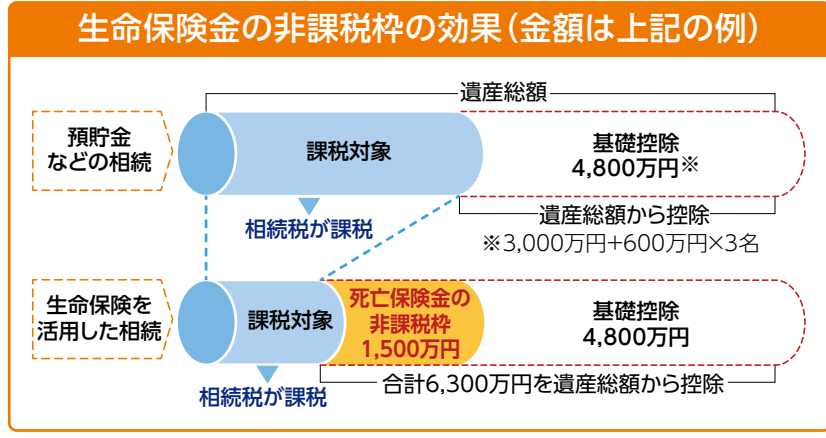 生命保険金の非課税枠の効果（金額は上記の例）
遺産総額
預貯金
などの相続
課税対象
基礎控除
4,800万円※
相続税が課税
遺産総額から控除
※3,000万円+600万円×3名
生命保険を
活用した相続
課税対象
死亡保険金の
非課税枠
1,500万円
基礎控除
4,800万円
相続税が課税
合計6,300万円を遺産総額から控除